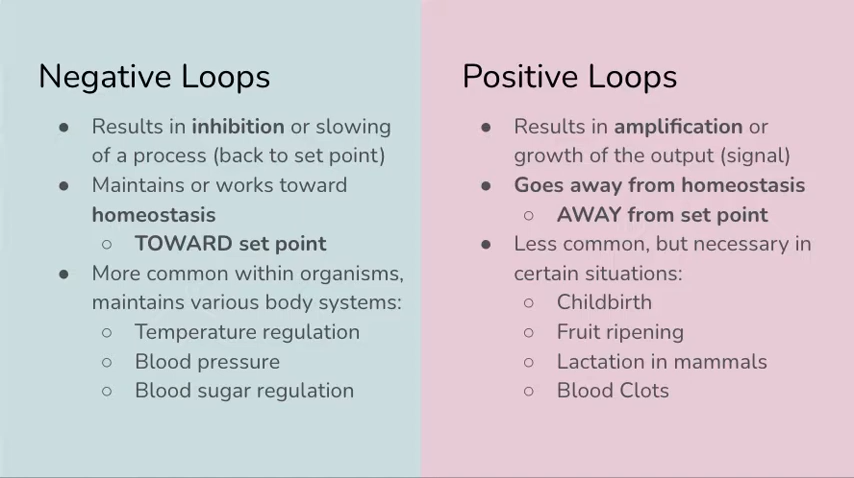 Negative Loops
● Results in inhibition or slowing
of a process (back to set point)
● Maintains or works toward
homeostasis
○ TOWARD set point
● More common within organisms,
maintains various body systems:
○ Temperature regulation
○ Blood pressure
○ Blood sugar regulation
Positive Loops
● Results in amplification or
growth of the output (signal)
● Goes away from homeostasis
○ AWAY from set point
● Less common, but necessary in
certain situations:
○ Childbirth
○ Fruit ripening
○ Lactation in mammals
○ Blood Clots